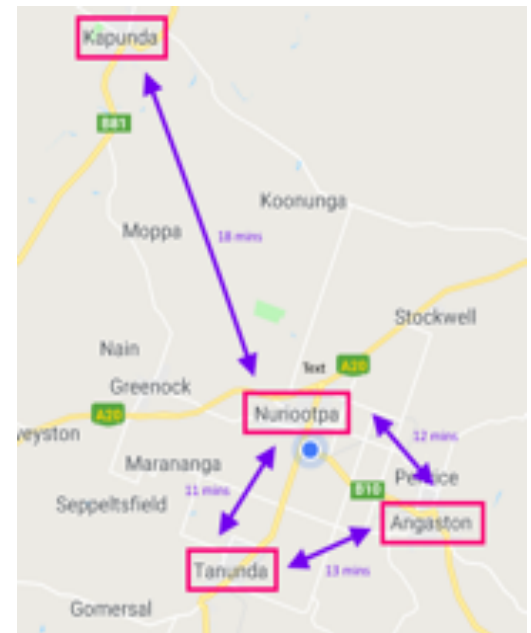 Kapunda
B81
Koonunga
Moppa
18 mins
Stockwell
Nain
Text
A20
Greenock
A20
Nuriootpa
veyston
12 mins
Marananga
11 mins
B10
Seppeltsfield
Angaston
Tanunda
13 mins
Gomersal